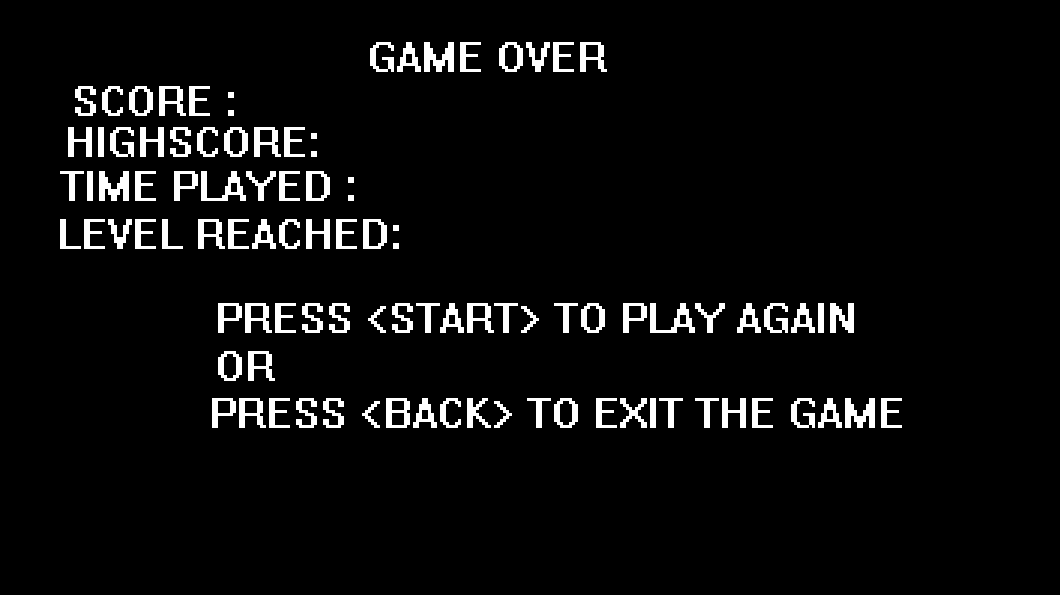 GAME OVER
SCORE :
HIGHSCORE:
TIME PLAYED :
LEVEL REACHED:
PRESS <START> TO PLAY AGAIN
OR
PRESS <BACK> TO EXIT THE GAME